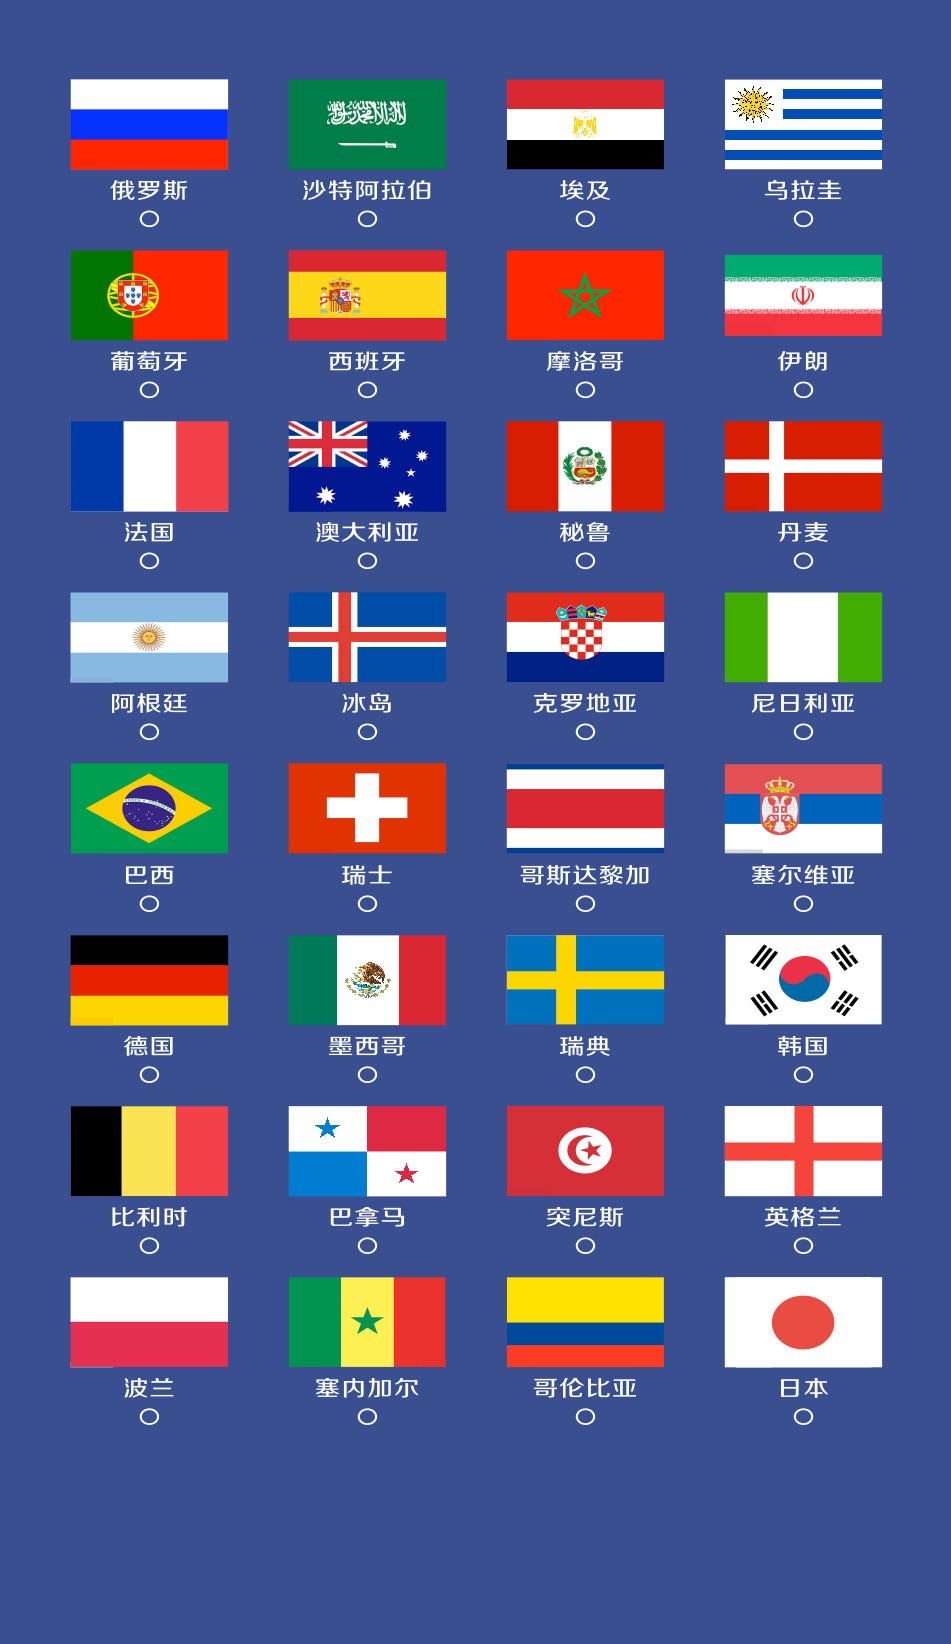 俄罗斯 沙特阿拉伯 埃及 乌拉圭
葡萄牙 西班牙 摩洛哥 伊朗
法国 澳大利亚 秘鲁 丹麦
阿根廷 冰岛 克罗地亚 尼日利亚
巴西 瑞士 哥斯达黎加 塞尔维亚
德国 墨西哥 瑞典 韩国
比利时 巴拿马 突尼斯 英格兰
波兰 塞内加尔 哥伦比亚 日本